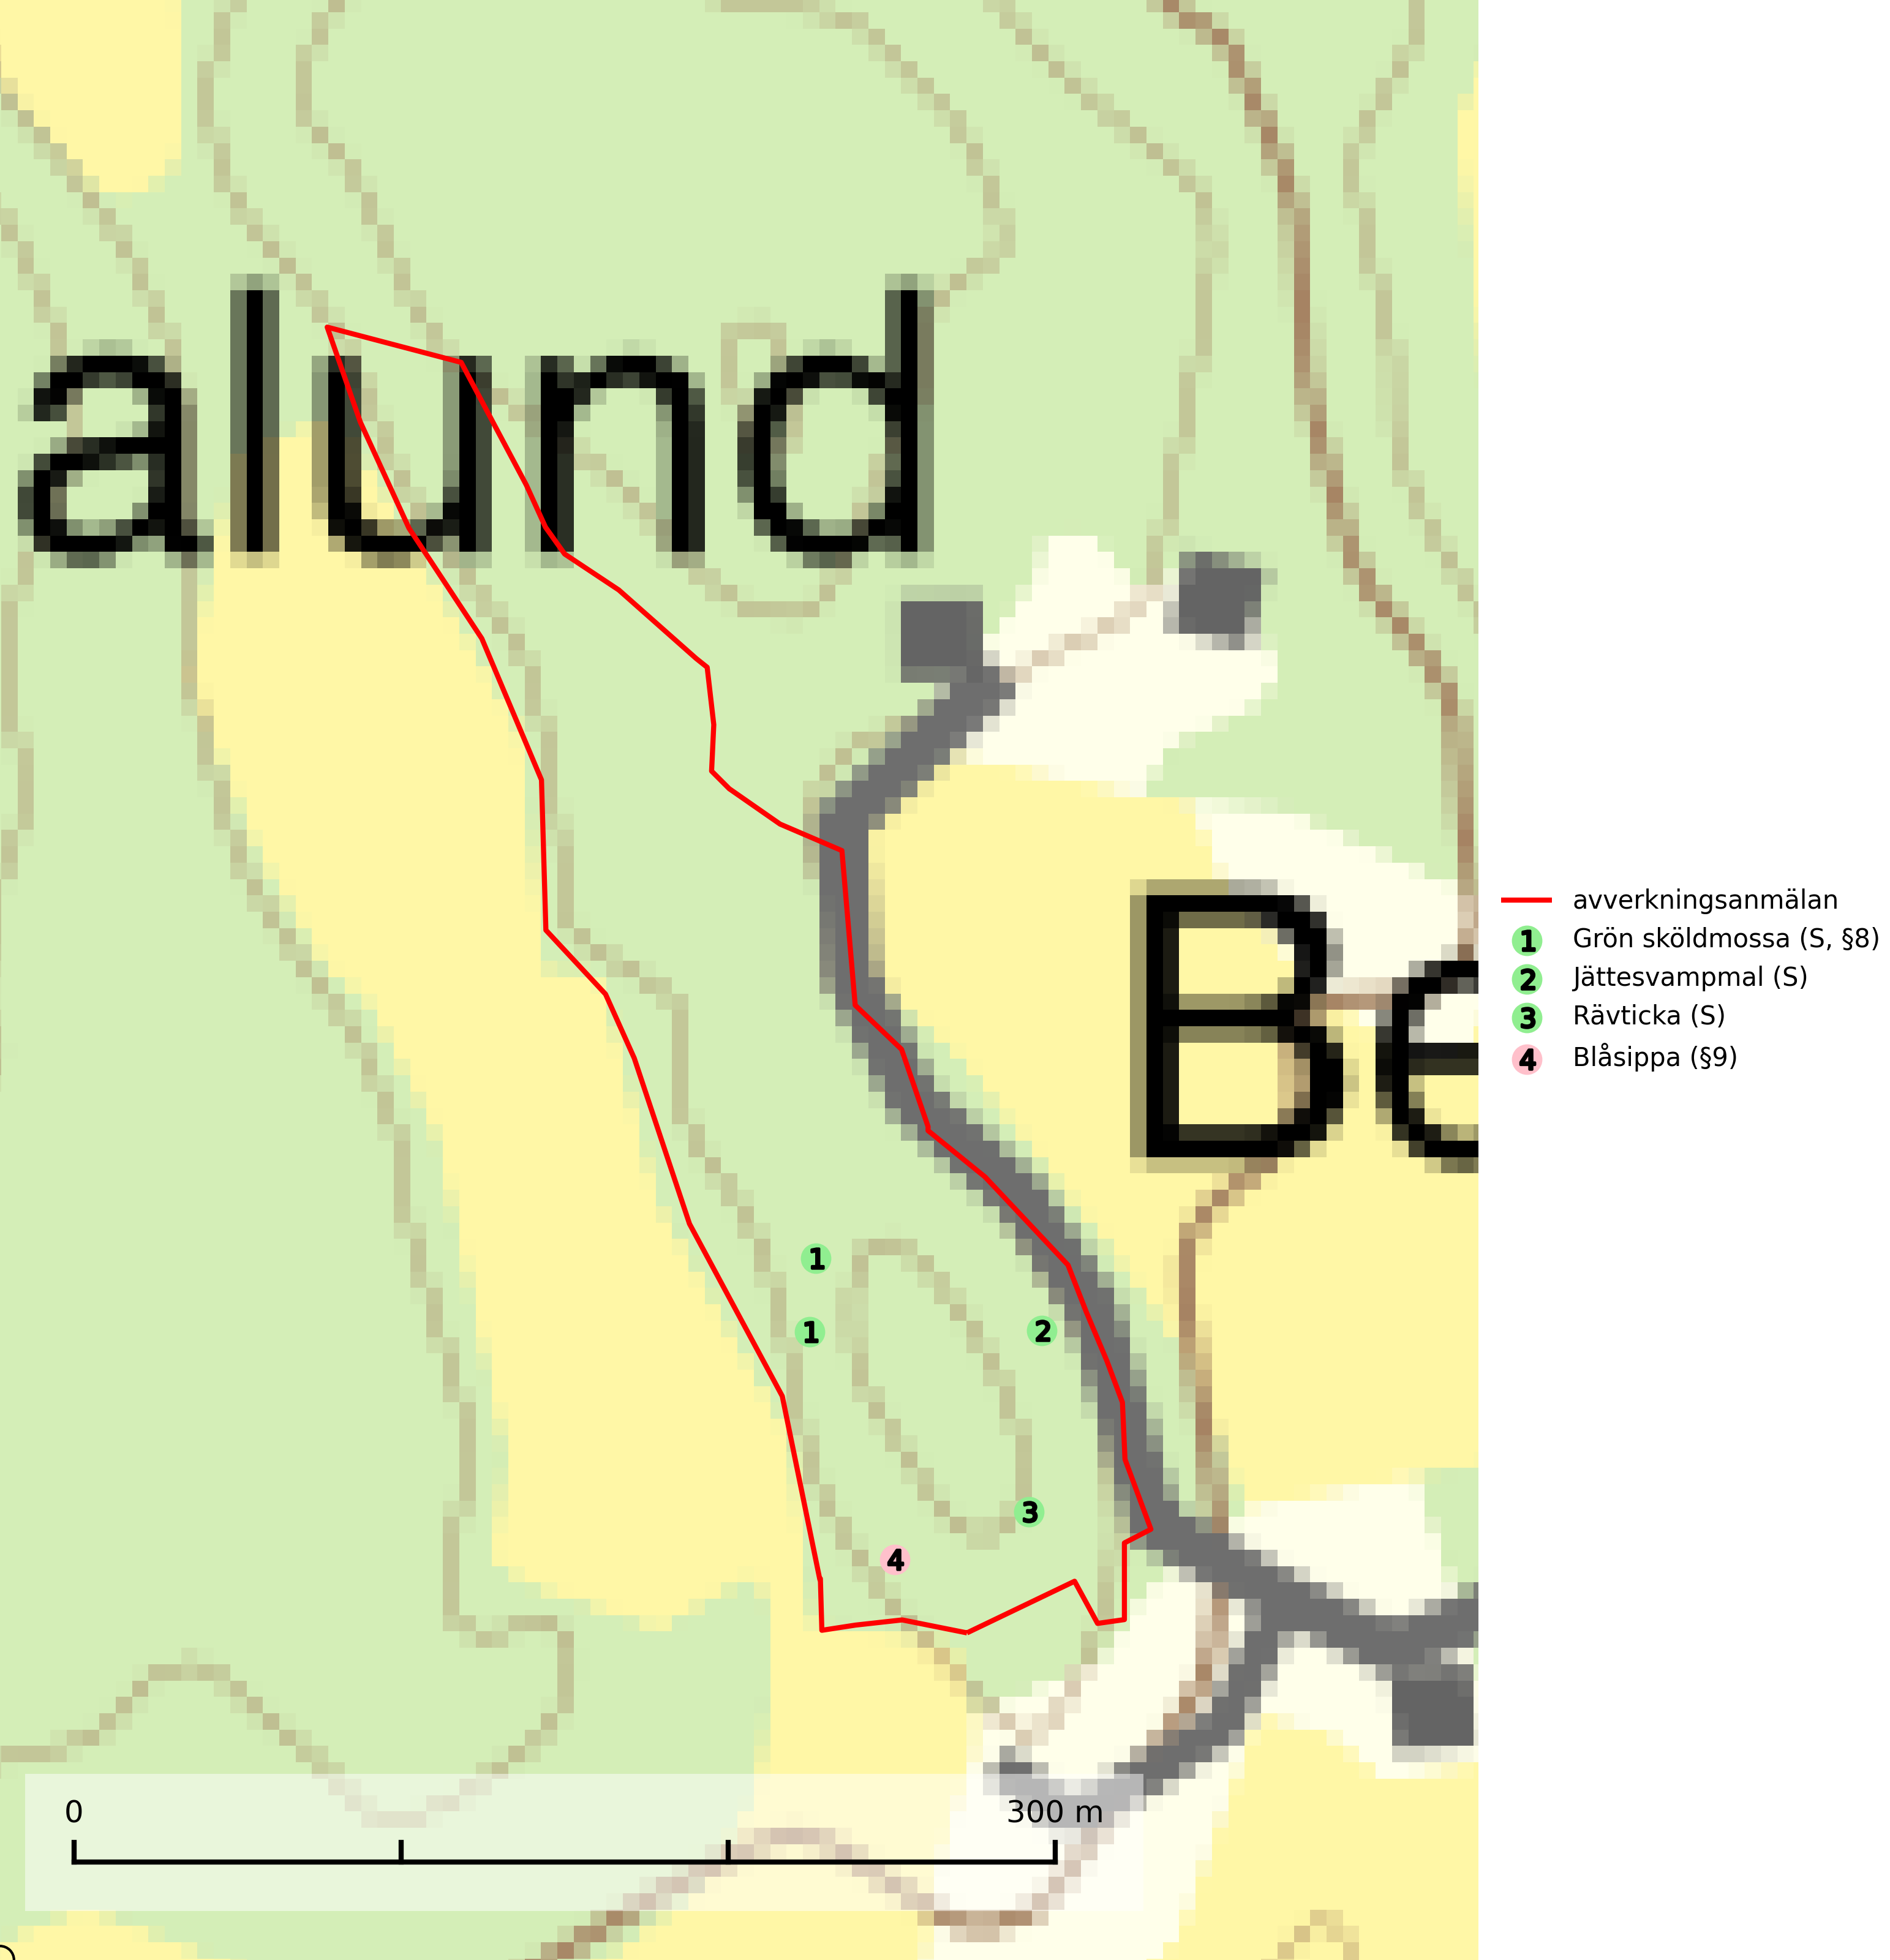 alund
Be
avverkningsanmälan
1 Grön sköldmossa (S, §8)
2 Jättesvampmal (S)
3 Rävticka (S)
4 Blåsippa (§9)
1
1
2
3
4
0 300 m